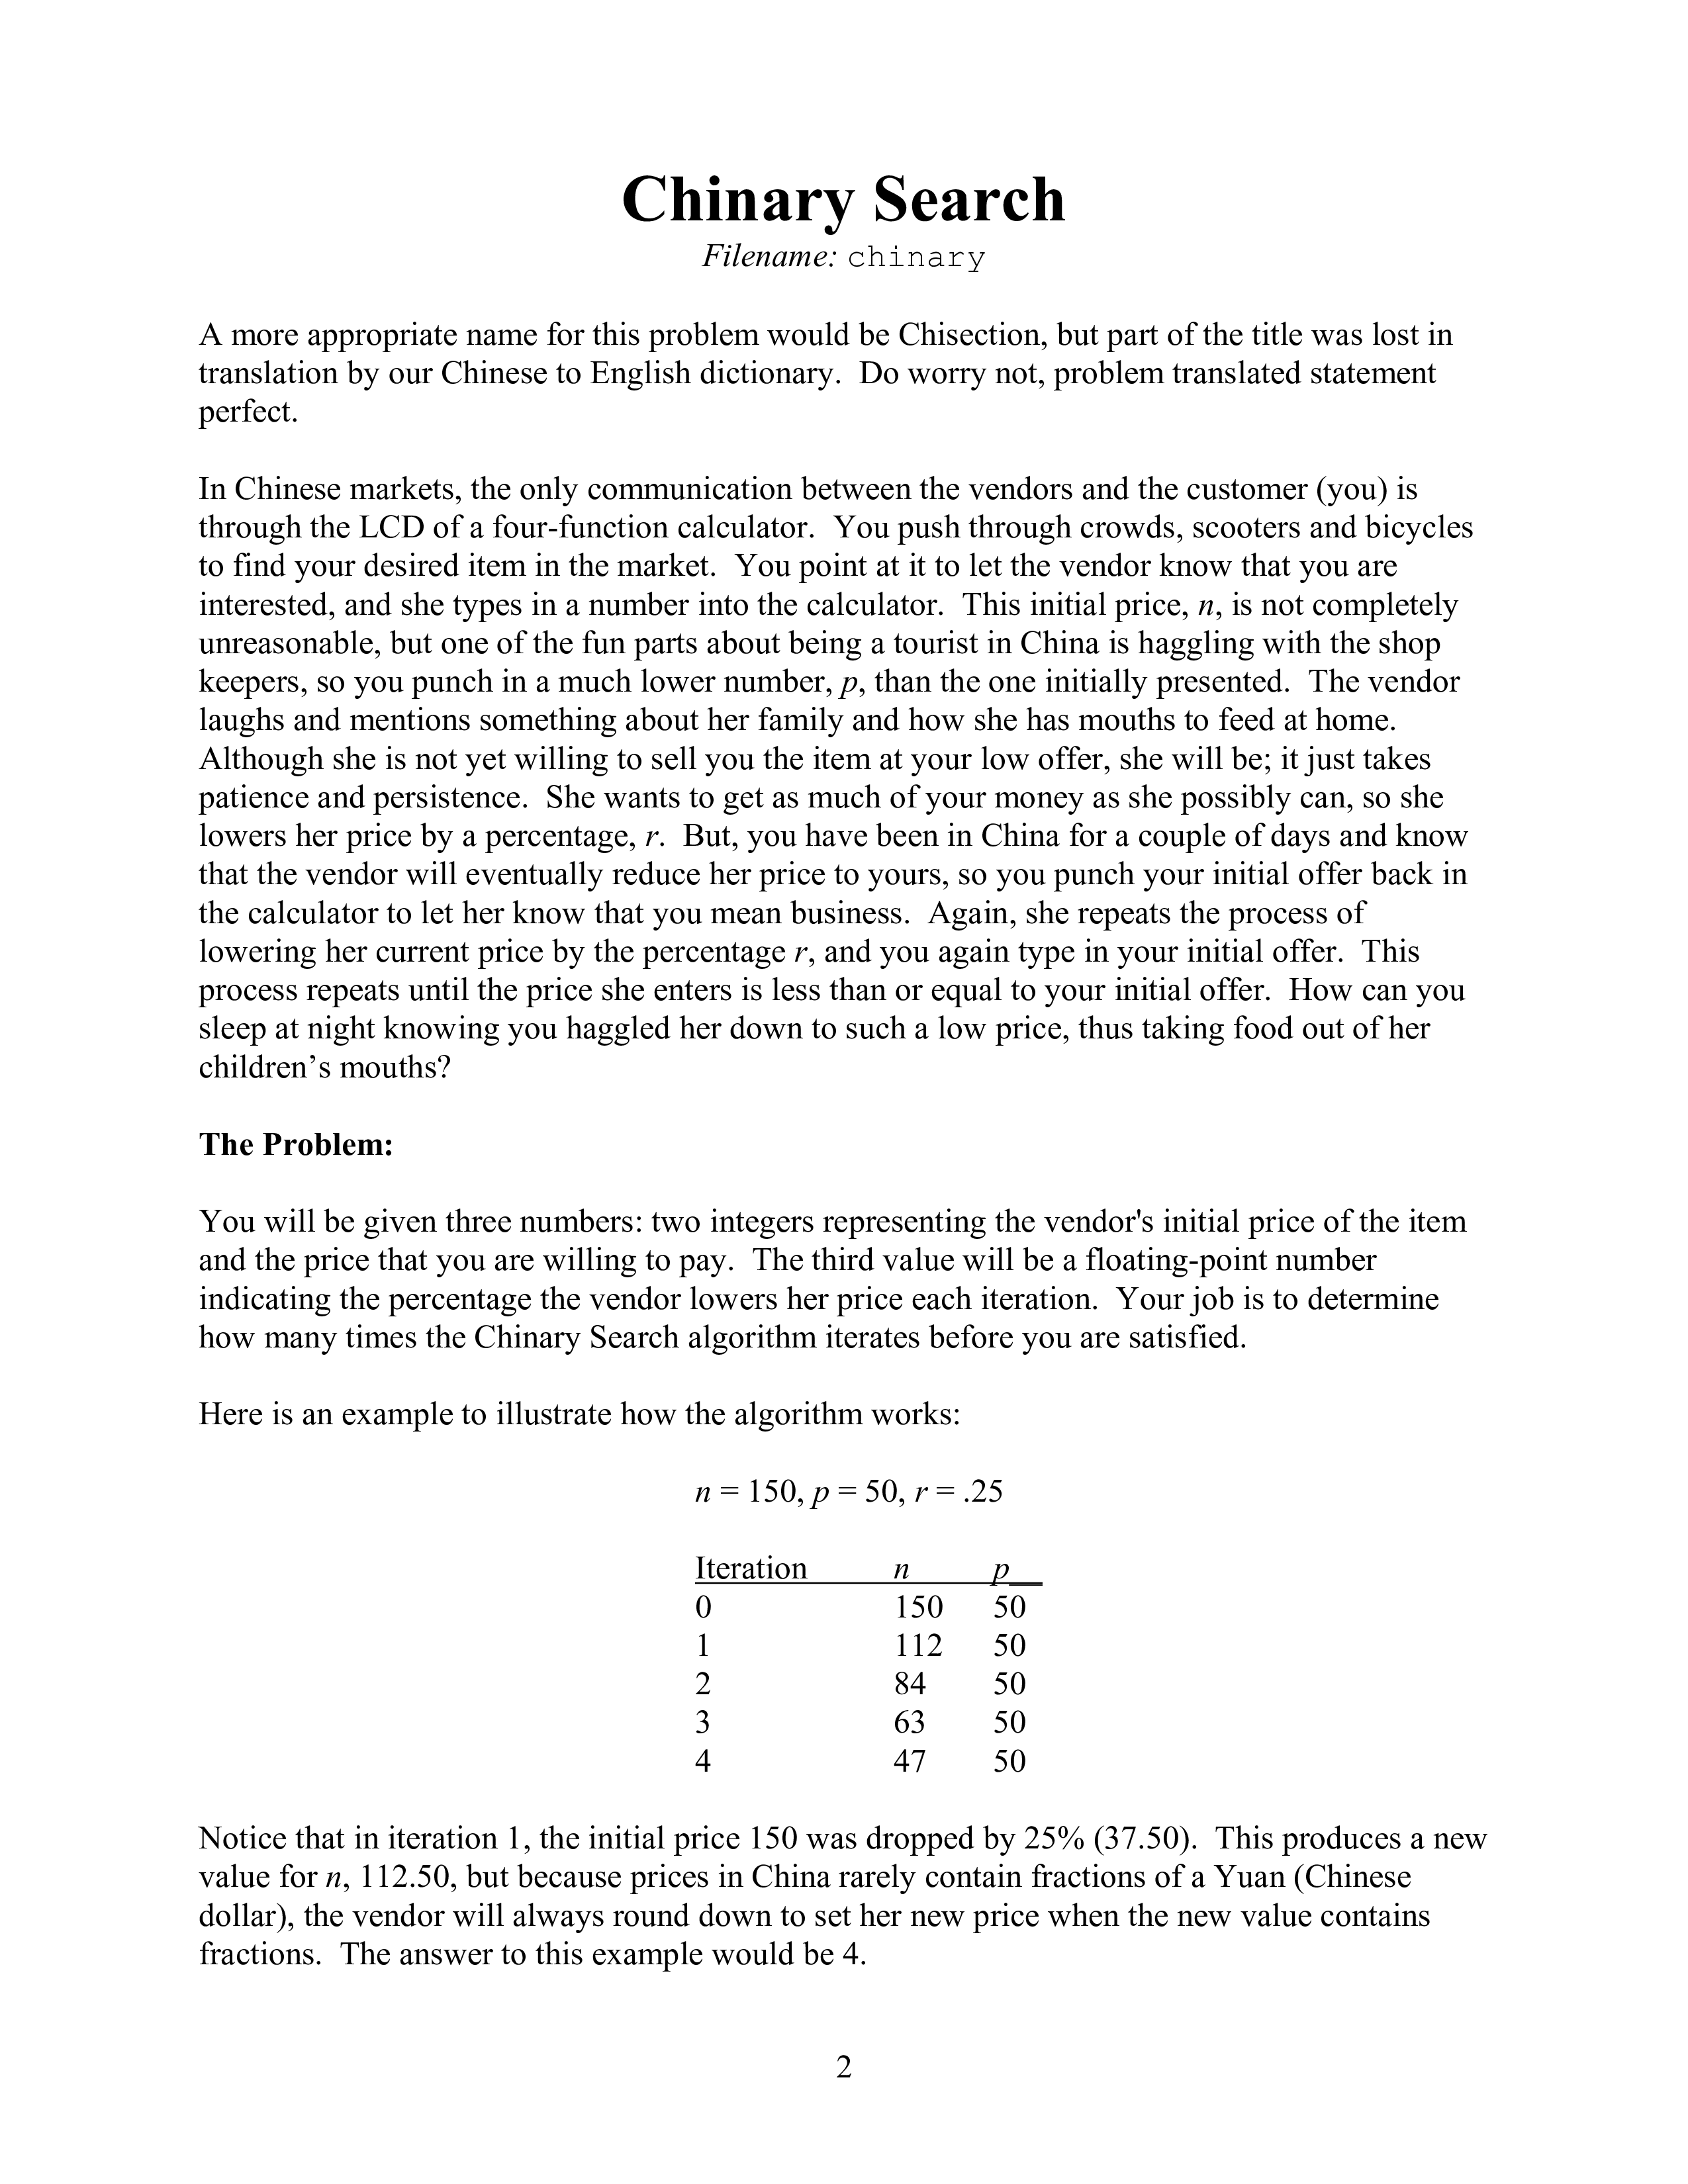 Chinary Search
Filename: chinary
A more appropriate name for this problem would be Chisection, but part of the title was lost in
translation by our Chinese to English dictionary.  Do worry not, problem translated statement
perfect.
In Chinese markets, the only communication between the vendors and the customer (you) is
through the LCD of a four-function calculator.  You push through crowds, scooters and bicycles
to find your desired item in the market.  You point at it to let the vendor know that you are
interested, and she types in a number into the calculator.  This initial price, n, is not completely
unreasonable, but one of the fun parts about being a tourist in China is haggling with the shop
keepers, so you punch in a much lower number, p, than the one initially presented.  The vendor
laughs and mentions something about her family and how she has mouths to feed at home.
Although she is not yet willing to sell you the item at your low offer, she will be; it just takes
patience and persistence.  She wants to get as much of your money as she possibly can, so she
lowers her price by a percentage, r.  But, you have been in China for a couple of days and know
that the vendor will eventually reduce her price to yours, so you punch your initial offer back in
the calculator to let her know that you mean business.  Again, she repeats the process of
lowering her current price by the percentage r, and you again type in your initial offer.  This
process repeats until the price she enters is less than or equal to your initial offer.  How can you
sleep at night knowing you haggled her down to such a low price, thus taking food out of her
children’s mouths?
The Problem:
You will be given three numbers: two integers representing the vendor's initial price of the item
and the price that you are willing to pay.  The third value will be a floating-point number
indicating the percentage the vendor lowers her price each iteration.  Your job is to determine
how many times the Chinary Search algorithm iterates before you are satisfied.
Here is an example to illustrate how the algorithm works:
n = 150, p = 50, r = .25
Iteration n p__
0 150 50
1 112 50
2 84 50
3 63 50
4 47 50
Notice that in iteration 1, the initial price 150 was dropped by 25% (37.50).  This produces a new
value for n, 112.50, but because prices in China rarely contain fractions of a Yuan (Chinese
dollar), the vendor will always round down to set her new price when the new value contains
fractions.  The answer to this example would be 4.
2